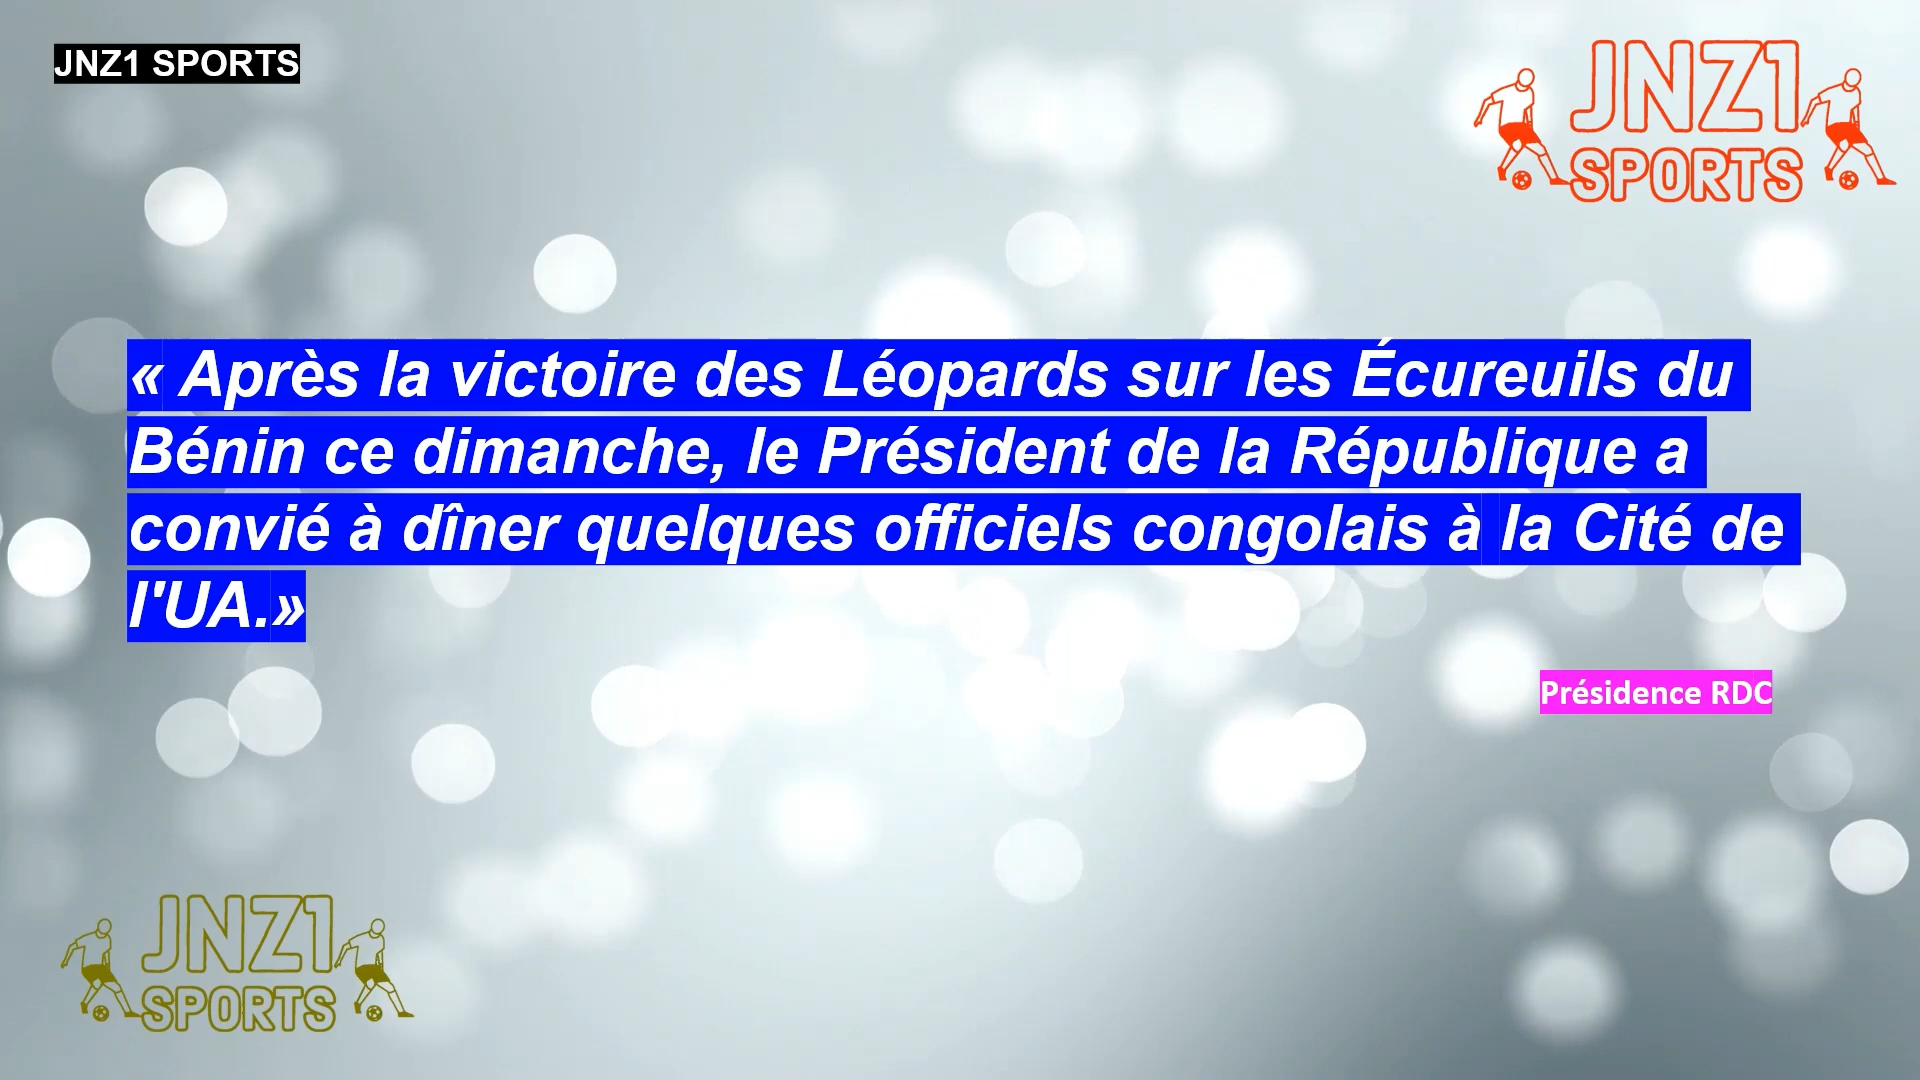 JNZ1 SPORTS
JNZ1
SPORTS
« Après la victoire des Léopards sur les Écureuils du
Bénin ce dimanche, le Président de la République a
convié à dîner quelques officiels congolais à la Cité de
l'UA.»
Présidence RDC
JNZ1
SPORTS